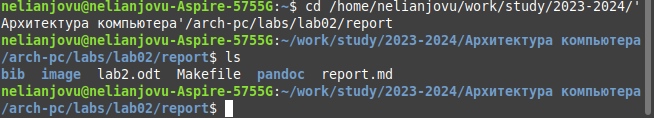 nelianjovu@nelianjovu-Aspire-5755G:~$ cd /home/nelianjovu/work/study/2023-2024/'
Архитектура компьютера'/arch-pc/labs/lab02/report
nelianjovu@nelianjovu-Aspire-5755G:~/work/study/2023-2024/Архитектура компьютера
/arch-pc/labs/lab02/report$ ls
bib  image  lab2.odt  Makefile  pandoc  report.md
nelianjovu@nelianjovu-Aspire-5755G:~/work/study/2023-2024/Архитектура компьютера
/arch-pc/labs/lab02/report$